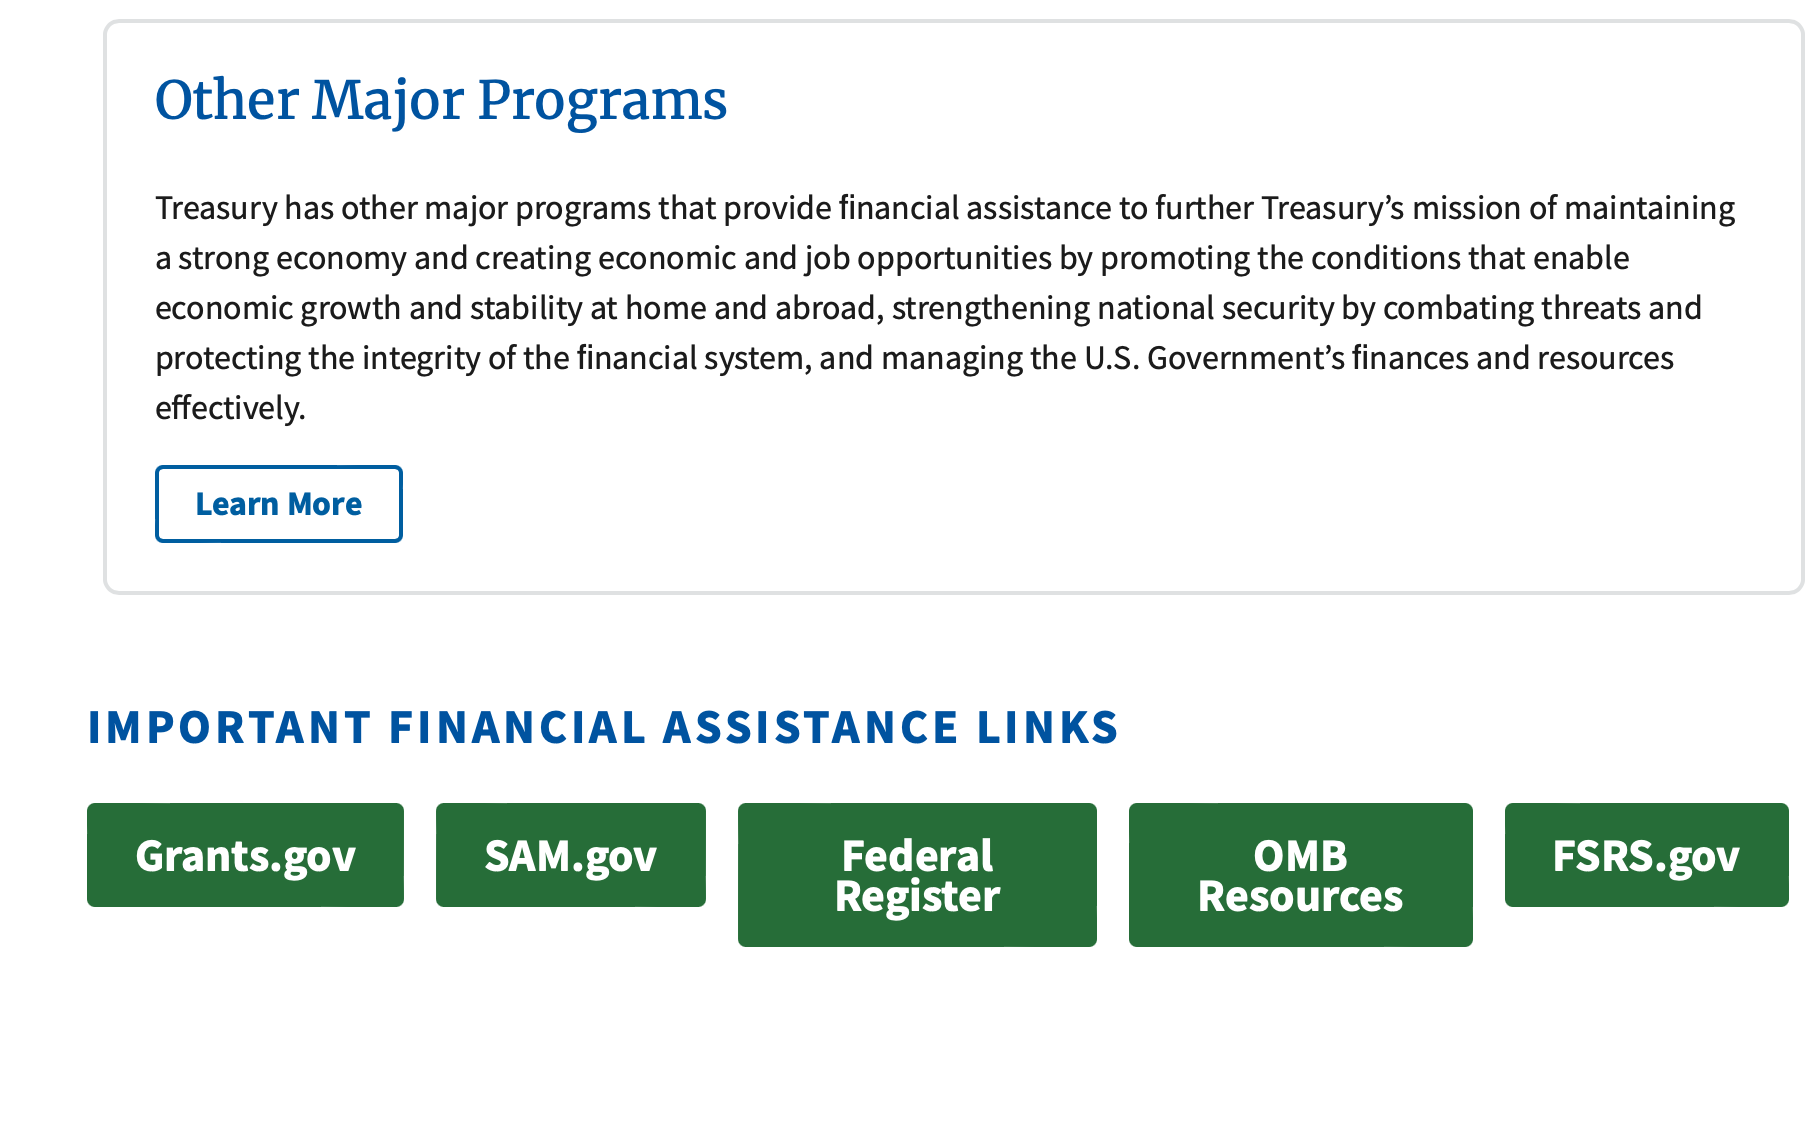 Other Major Programs
Treasury has other major programs that provide financial assistance to further Treasury’s mission of maintaining
a strong economy and creating economic and job opportunities by promoting the conditions that enable
economic growth and stability at home and abroad, strengthening national security by combating threats and
protecting the integrity of the financial system, and managing the U.S. Government’s finances and resources
effectively.
Learn More
IMPORTANT FINANCIAL ASSISTANCE LINKS
Grants.gov
SAM.gov
Federal
Register
OMB
Resources
FSRS.gov